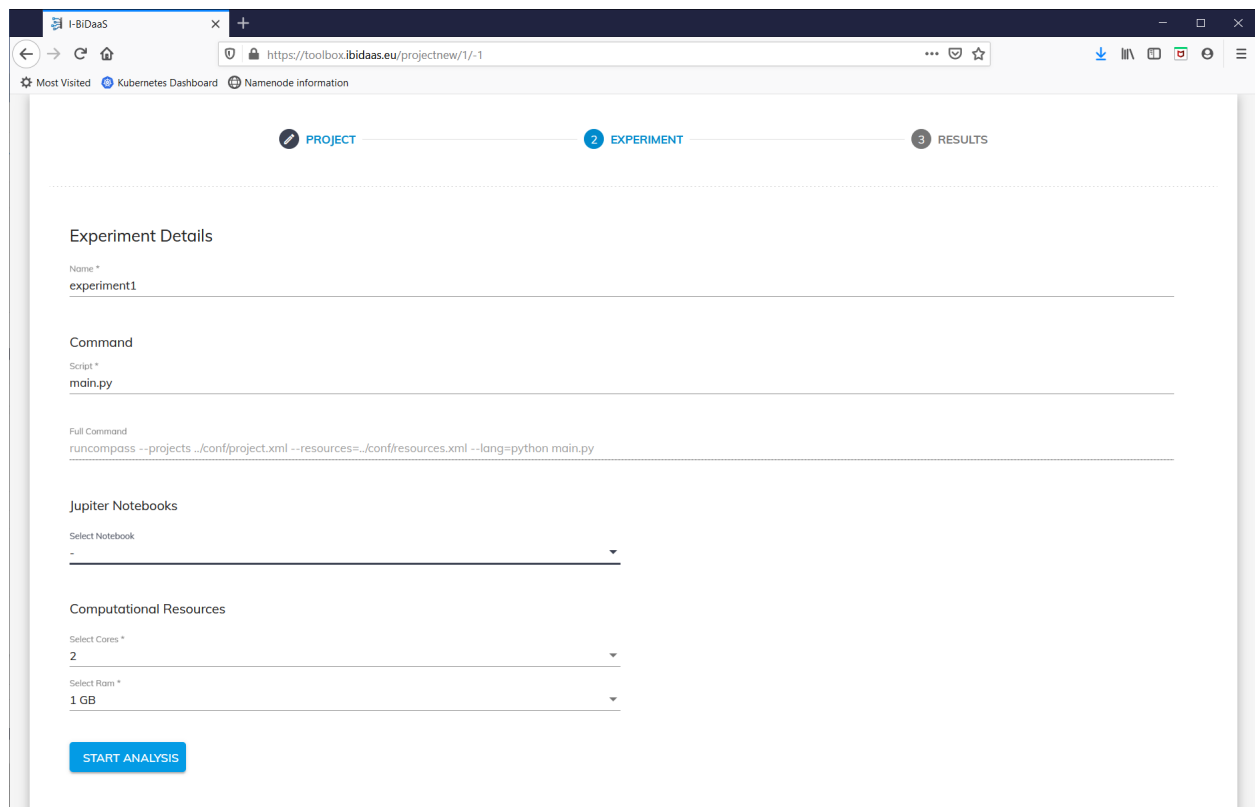 I-BiDaaS
https://toolbox.ibidaas.eu/projectnew/1/-1
Most Visited Kubernetes Dashboard Namenode information
PROJECT 2 EXPERIMENT 3 RESULTS
Experiment Details
Name *
experiment1
Command
Script *
main.py
Full Command
runcompass --projects ../conf/project.xml --resources=../conf/resources.xml --lang=python main.py
Jupiter Notebooks
Select Notebook
-
Computational Resources
Select Cores *
2
Select Ram *
1 GB
START ANALYSIS